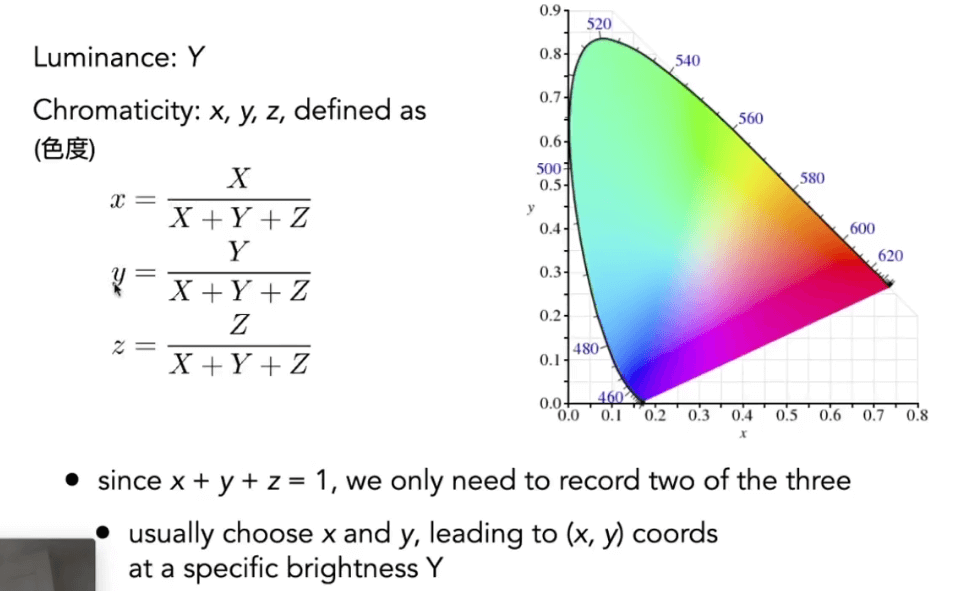 Luminance: Y
Chromaticity: x, y, z, defined as
(色度)
x = X / X + Y + Z
y = Y / X + Y + Z
z = Z / X + Y + Z
0.9
0.8
0.7
0.6
0.5
0.4
0.3
0.2
0.1
0.0
y
520
540
560
580
600
620
500
480
460
0.0 0.1 0.2 0.3 0.4 0.5 0.6 0.7 0.8
x
• since x + y + z = 1, we only need to record two of the three
• usually choose x and y, leading to (x, y) coords
at a specific brightness Y